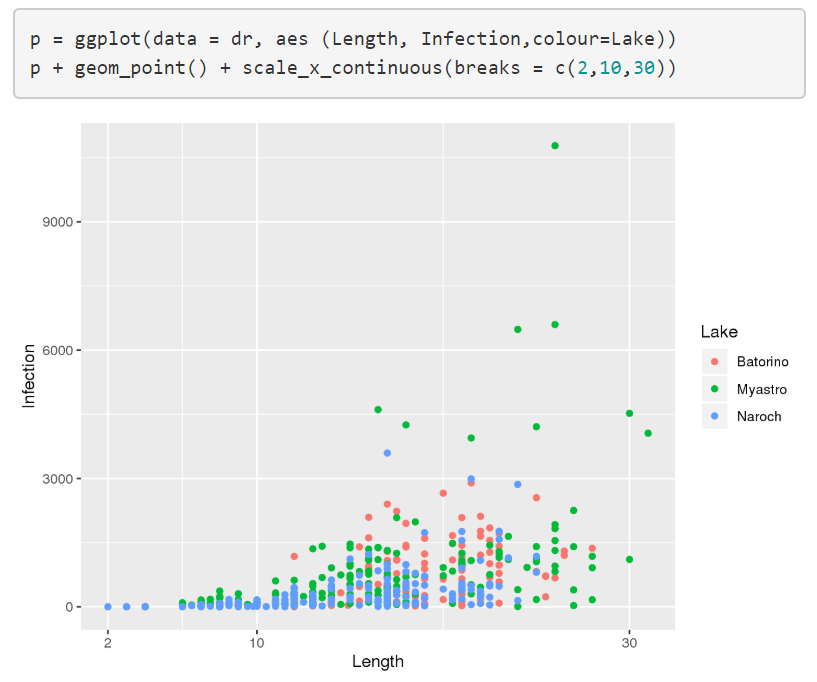 p = ggplot(data = dr, aes (Length, Infection,colour=Lake))
p + geom_point() + scale_x_continuous(breaks = c(2,10,30))
9000
6000
3000
0
Infection
2
10
30
Length
Lake
Batorino
Myastro
Naroch